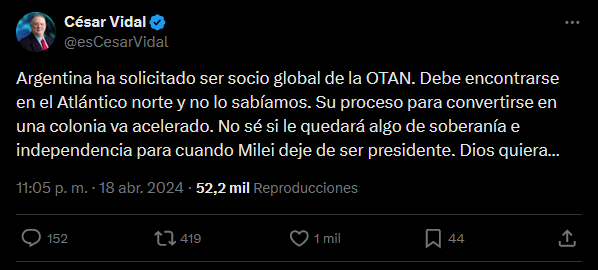 César Vidal
@esCesarVidal
Argentina ha solicitado ser socio global de la OTAN. Debe encontrarse
en el Atlántico norte y no lo sabíamos. Su proceso para convertirse en
una colonia va acelerado. No sé si le quedará algo de soberanía e
independencia para cuando Milei deje de ser presidente. Dios quiera...
11:05 p. m. · 18 abr. 2024 · 52,2 mil Reproducciones
152 419 1 mil 44